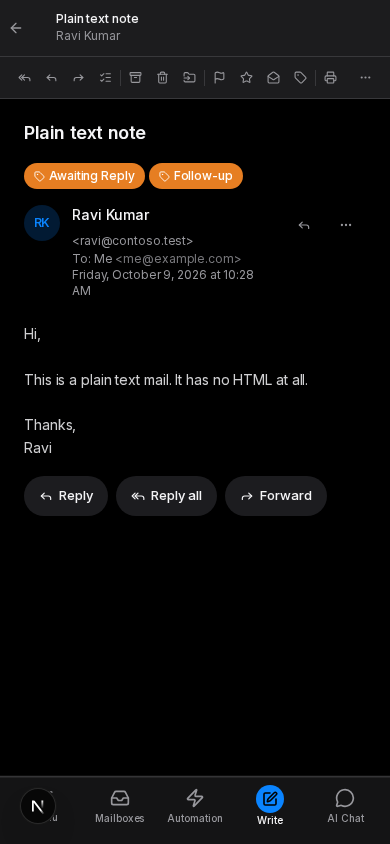 Plain text note
Ravi Kumar
Plain text note
Awaiting Reply Follow-up
RK
Ravi Kumar
<ravi@contoso.test>
To: Me <me@example.com>
Friday, October 9, 2026 at 10:28
AM
Hi,
This is a plain text mail. It has no HTML at all.
Thanks,
Ravi
Reply Reply all Forward
N
Mailboxes Automation Write AI Chat